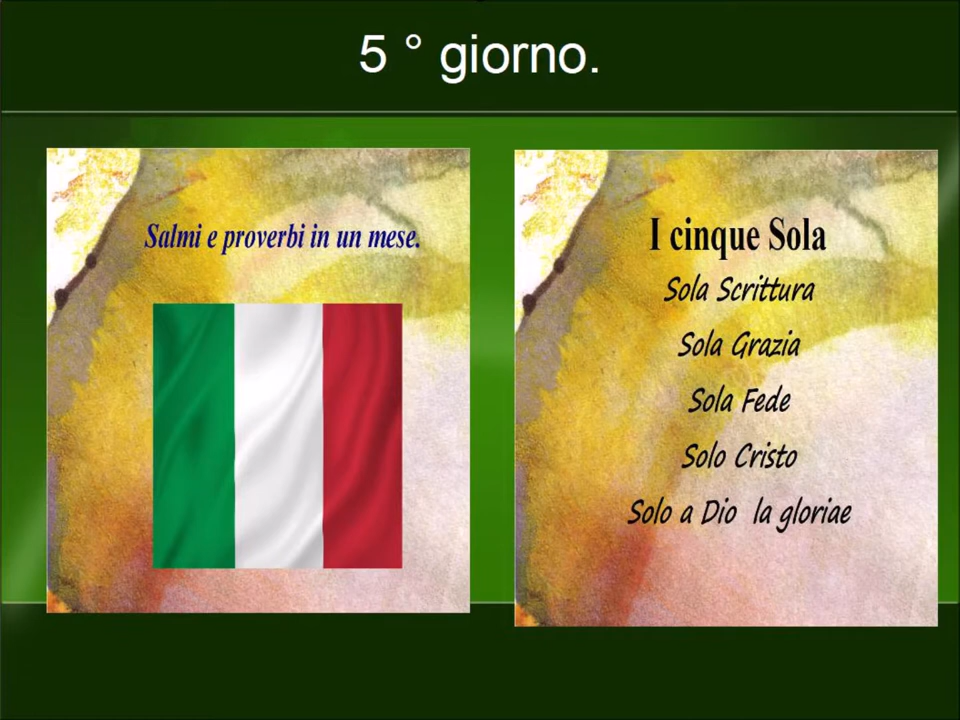 5 ° giorno.
Salmi e proverbi in un mese.
I cinque Sola
Sola Scrittura
Sola Grazia
Sola Fede
Solo Cristo
Solo a Dio la gloriae